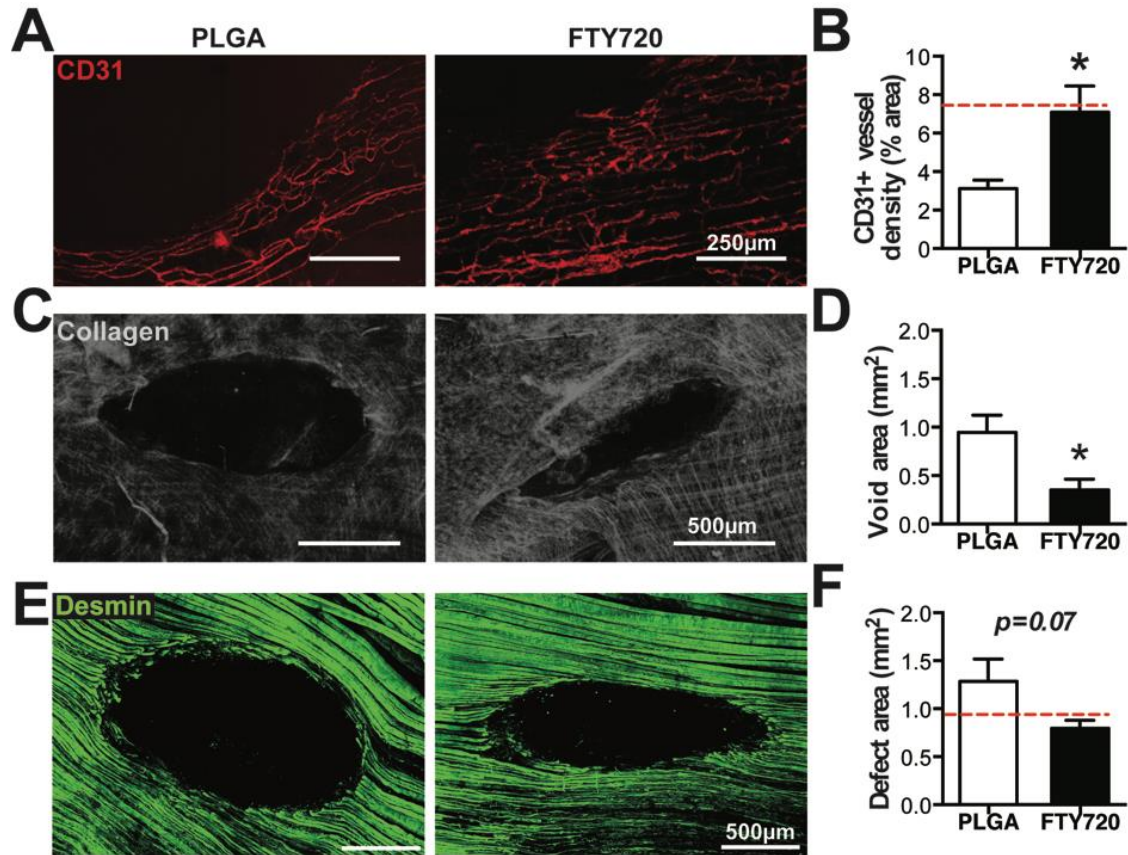 A
PLGA
FTY720
CD31
250µm
B
CD31+ vessel
density (% area)
10
8
6
4
2
0
*
PLGA FTY720
C
Collagen
500µm
D
Void area (mm²)
2.0
1.5
1.0
0.5
0.0
*
PLGA FTY720
E
Desmin
500µm
F
Defect area (mm²)
2.0
1.5
1.0
0.5
0.0
p=0.07
PLGA FTY720